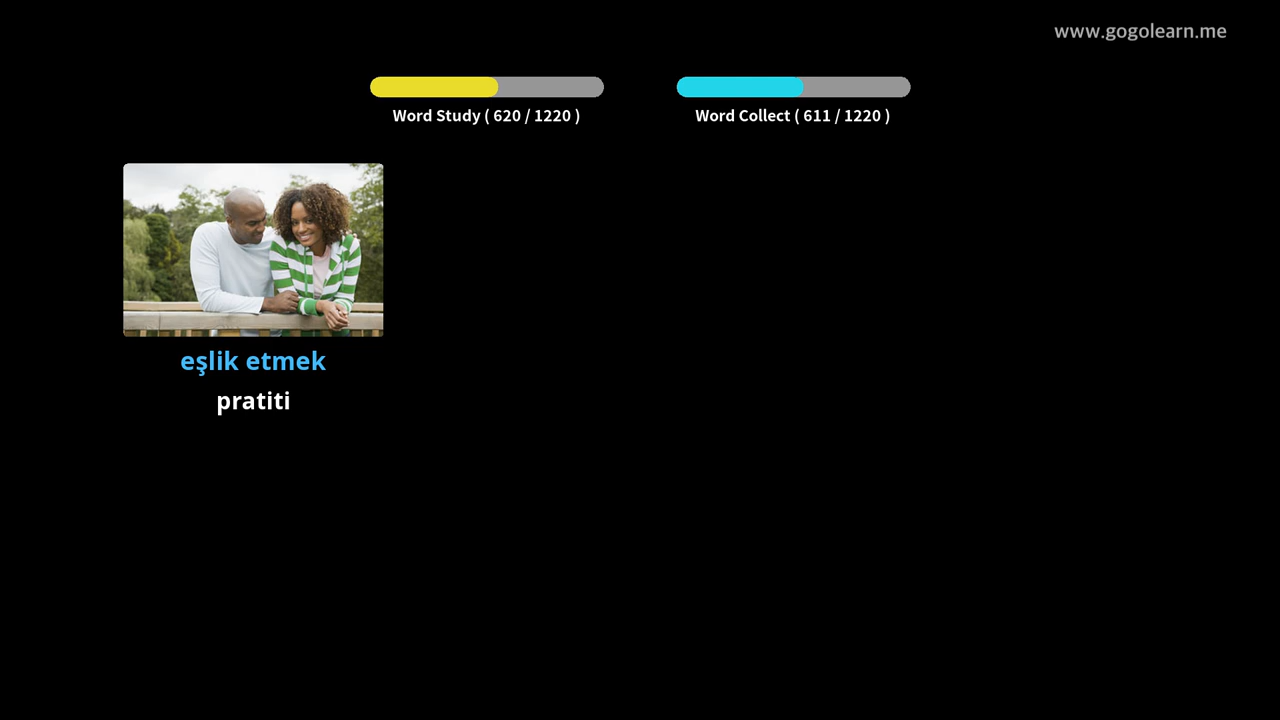 www.gogolearn.me
Word Study ( 620 / 1220 )
Word Collect ( 611 / 1220 )
eşlik etmek
pratiti